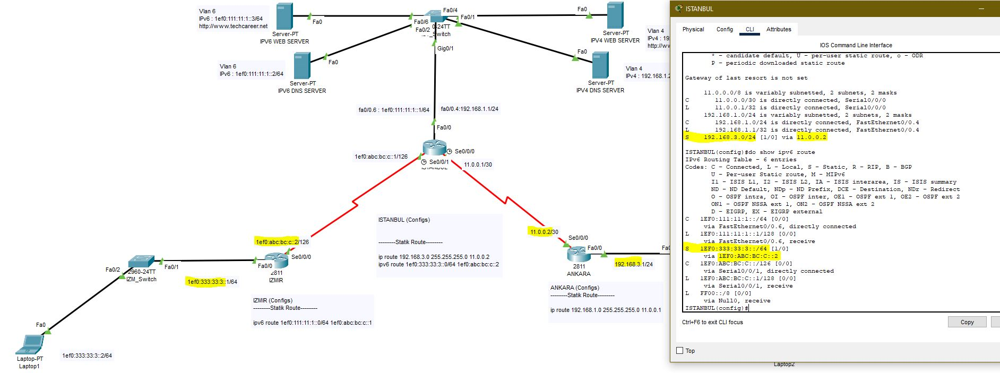 Vlan 6
IPv6 : 1ef0:111:11:1::3/64
http://www.techcareer.net
Fa0
Server-PT
IPV6 WEB SERVER
Fa0/4
Fa0/6
Fa0/1
Fa0/2
0-24TT
Switch
Gig0/1
Fa0
Server-PT
IPV4 WEB SERVER
Vlan 4
IPv4 : 19
http://w
Vlan 6
IPv6 : 1ef0:111:11:1::2/64
Fa0
Server-PT
IPV6 DNS SERVER
Fa0
Server-PT
IPV4 DNS SERVER
Vlan 4
IPv4 : 192.168.1.2
fa0/0.6 : 1ef0:111:11:1::1/64
fa0/0.4:192.168.1.1/24
Fa0/0
1ef0:abc:bc:c::1/126
Se0/0/0
Se0/0/1
ISTANBUL
11.0.0.1/30
ISTANBUL (Configs)
--------Statik Route--------
ip route 192.168.3.0 255.255.255.0 11.0.0.2
ipv6 route 1ef0:333:33:3::0/64 1ef0:abc:bc:c::2
1ef0:abc:bc:c::2/126
Se0/0/0
Fa0/0
2811
IZMIR
Fa0/2
Fa0/1
2960-24TT
IZM_Switch
1ef0:333:33:3::1/64
IZMIR (Configs)
--------Statik Route--------
ipv6 route 1ef0:111:11:1::0/64 1ef0:abc:bc:c::1
Fa0
Laptop-PT
Laptop1
1ef0:333:33:3::2/64
11.0.0.2/30
Se0/0/0
Fa0/0
2811
ANKARA
192.168.3.1/24
ANKARA (Configs)
--------Statik Route--------
ip route 192.168.1.0 255.255.255.0 11.0.0.1
ISTANBUL
Physical Config CLI Attributes
IOS Command Line Interface
* - candidate default, U - per-user static route, o - ODR
P - periodic downloaded static route
Gateway of last resort is not set
11.0.0.0/8 is variably subnetted, 2 subnets, 2 masks
C 11.0.0.0/30 is directly connected, Serial0/0/0
L 11.0.0.1/32 is directly connected, Serial0/0/0
192.168.1.0/24 is variably subnetted, 2 subnets, 2 masks
C 192.168.1.0/24 is directly connected, FastEthernet0/0.4
L 192.168.1.1/32 is directly connected, FastEthernet0/0.4
S 192.168.3.0/24 [1/0] via 11.0.0.2
ISTANBUL(config)#do show ipv6 route
IPv6 Routing Table - 6 entries
Codes: C - Connected, L - Local, S - Static, R - RIP, B - BGP
U - Per-user Static route, M - MIPv6
I1 - ISIS L1, I2 - ISIS L2, IA - ISIS interarea, IS - ISIS summary
ND - ND Default, NDp - ND Prefix, DCE - Destination, NDr - Redirect
O - OSPF intra, OI - OSPF inter, OE1 - OSPF ext 1, OE2 - OSPF ext 2
ON1 - OSPF NSSA ext 1, ON2 - OSPF NSSA ext 2
D - EIGRP, EX - EIGRP external
C 1EF0:111:11:1::/64 [0/0]
via FastEthernet0/0.6, directly connected
L 1EF0:111:11:1::1/128 [0/0]
via FastEthernet0/0.6, receive
S 1EF0:333:33:3::/64 [1/0]
via 1EF0:ABC:BC:C::2
C 1EF0:ABC:BC:C::/126 [0/0]
via Serial0/0/1, directly connected
L 1EF0:ABC:BC:C::1/128 [0/0]
via Serial0/0/1, receive
L FF00::/8 [0/0]
via Null0, receive
ISTANBUL(config)#
Ctrl+F6 to exit CLI focus
Copy
Top
Laptop2